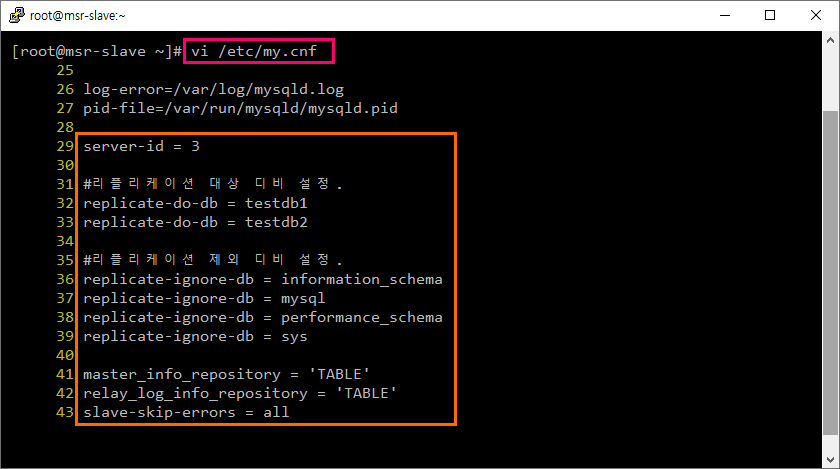 root@msr-slave:~
[root@msr-slave ~]# vi /etc/my.cnf
25
26 log-error=/var/log/mysqld.log
27 pid-file=/var/run/mysqld/mysqld.pid
28
29 server-id = 3
30
31 #리플리케이션 대상 디비 설정.
32 replicate-do-db = testdb1
33 replicate-do-db = testdb2
34
35 #리플리케이션 제외 디비 설정.
36 replicate-ignore-db = information_schema
37 replicate-ignore-db = mysql
38 replicate-ignore-db = performance_schema
39 replicate-ignore-db = sys
40
41 master_info_repository = 'TABLE'
42 relay_log_info_repository = 'TABLE'
43 slave-skip-errors = all